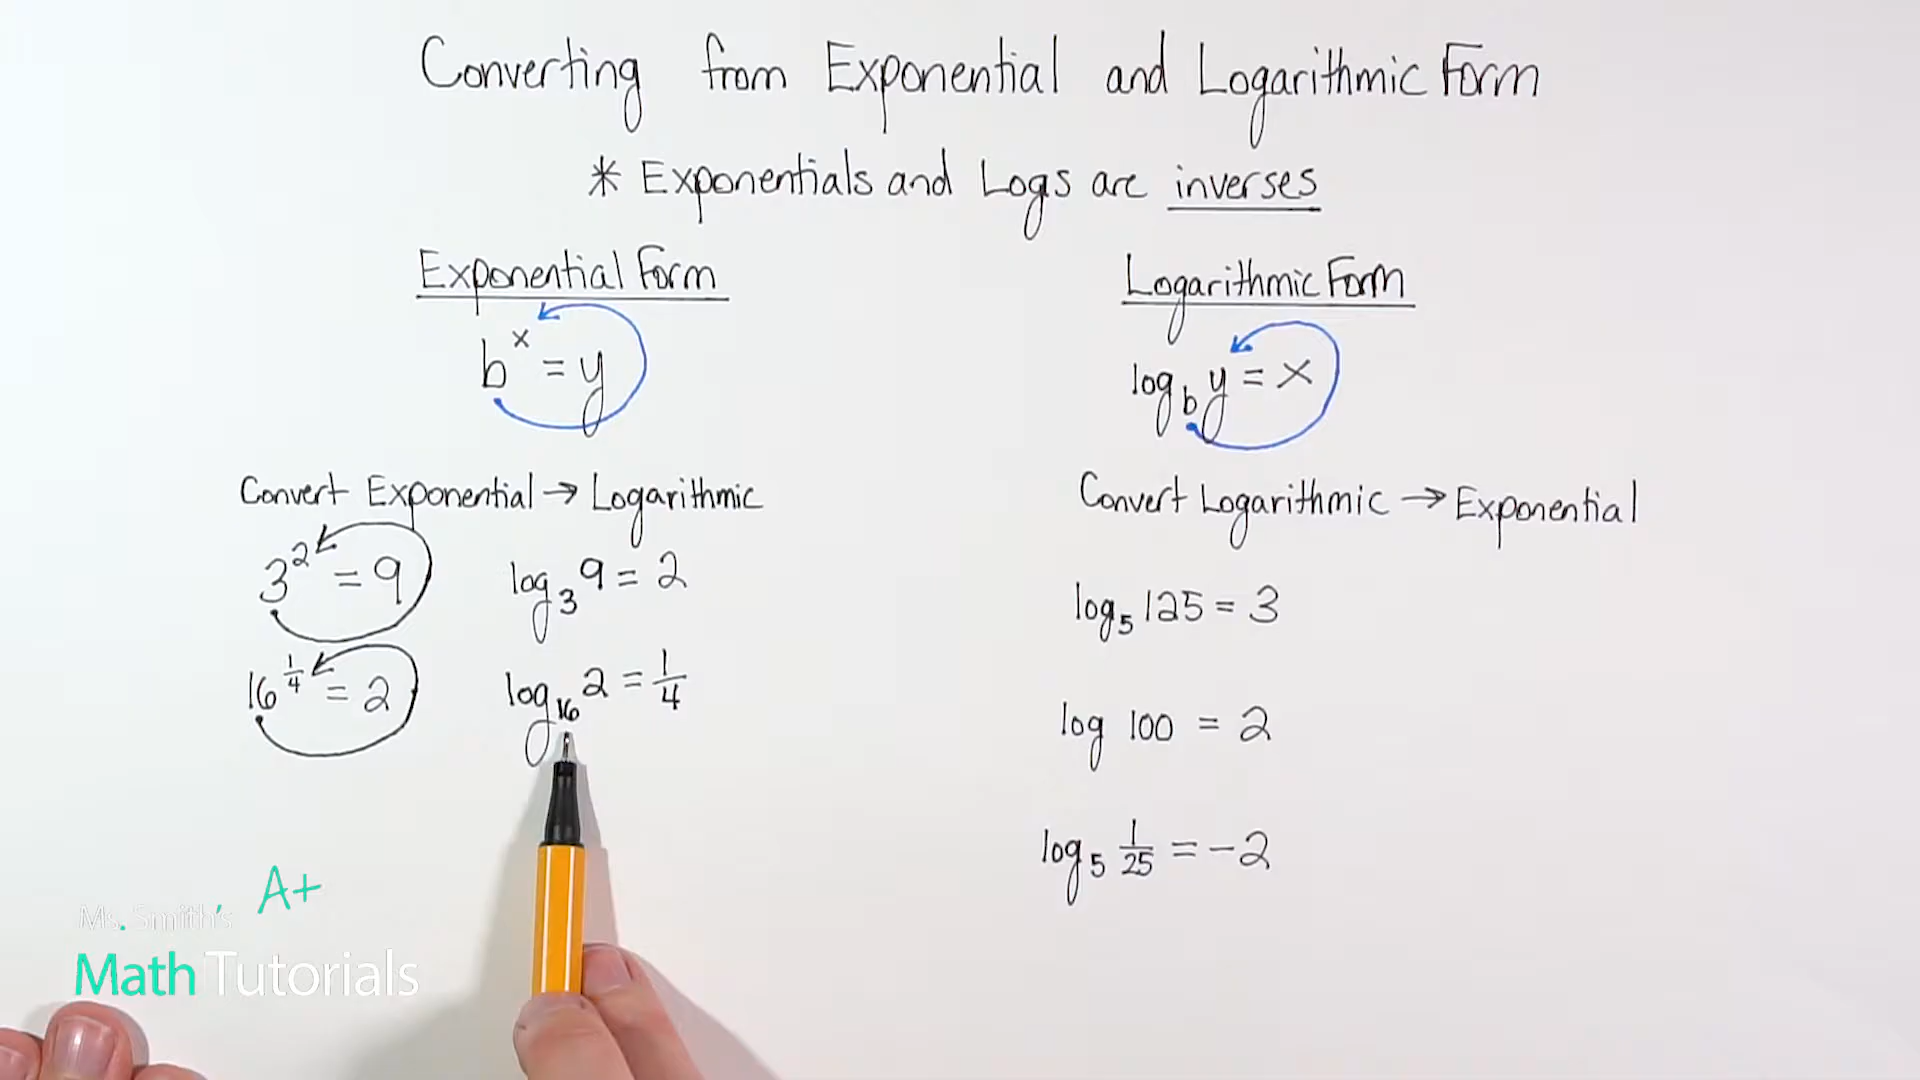 Converting from Exponential and Logarithmic Form
* Exponentials and Logs are inverses
Exponential Form
b^x = y
Convert Exponential → Logarithmic
3^2 = 9 log_3 9 = 2
16^(1/4) = 2 log_16 2 = 1/4
Logarithmic Form
log_b y = x
Convert Logarithmic → Exponential
log_5 125 = 3
log 100 = 2
log_5 1/25 = -2
Ms. Smith's A+
Math Tutorials